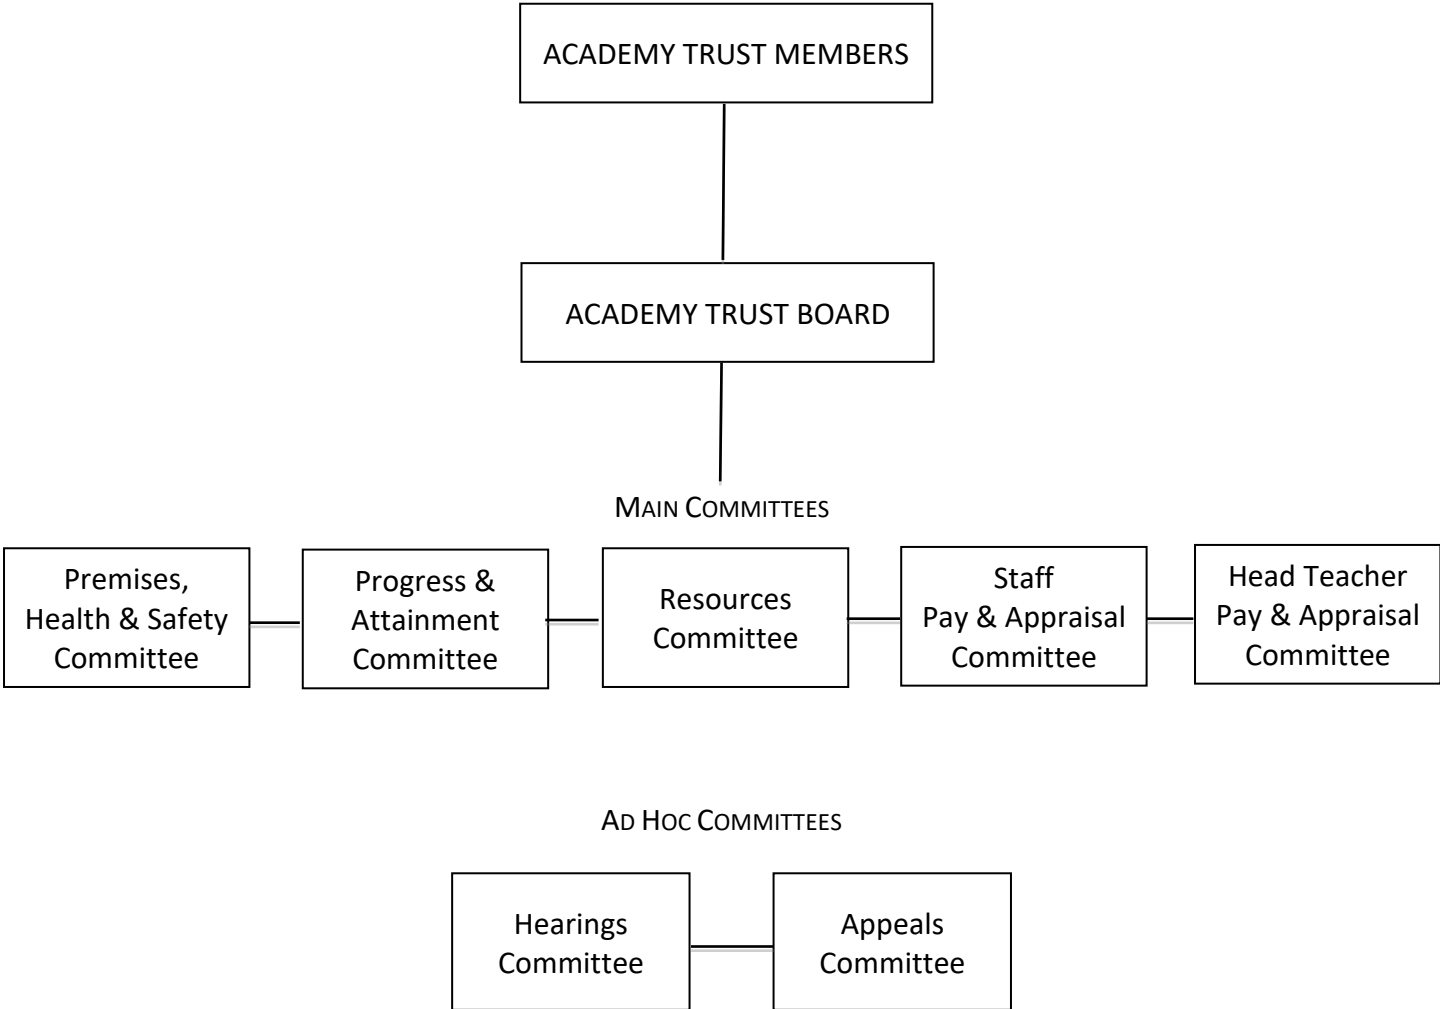 ACADEMY TRUST MEMBERS
ACADEMY TRUST BOARD
MAIN COMMITTEES
Premises,
Health & Safety
Committee
Progress &
Attainment
Committee
Resources
Committee
Staff
Pay & Appraisal
Committee
Head Teacher
Pay & Appraisal
Committee
AD HOC COMMITTEES
Hearings
Committee
Appeals
Committee